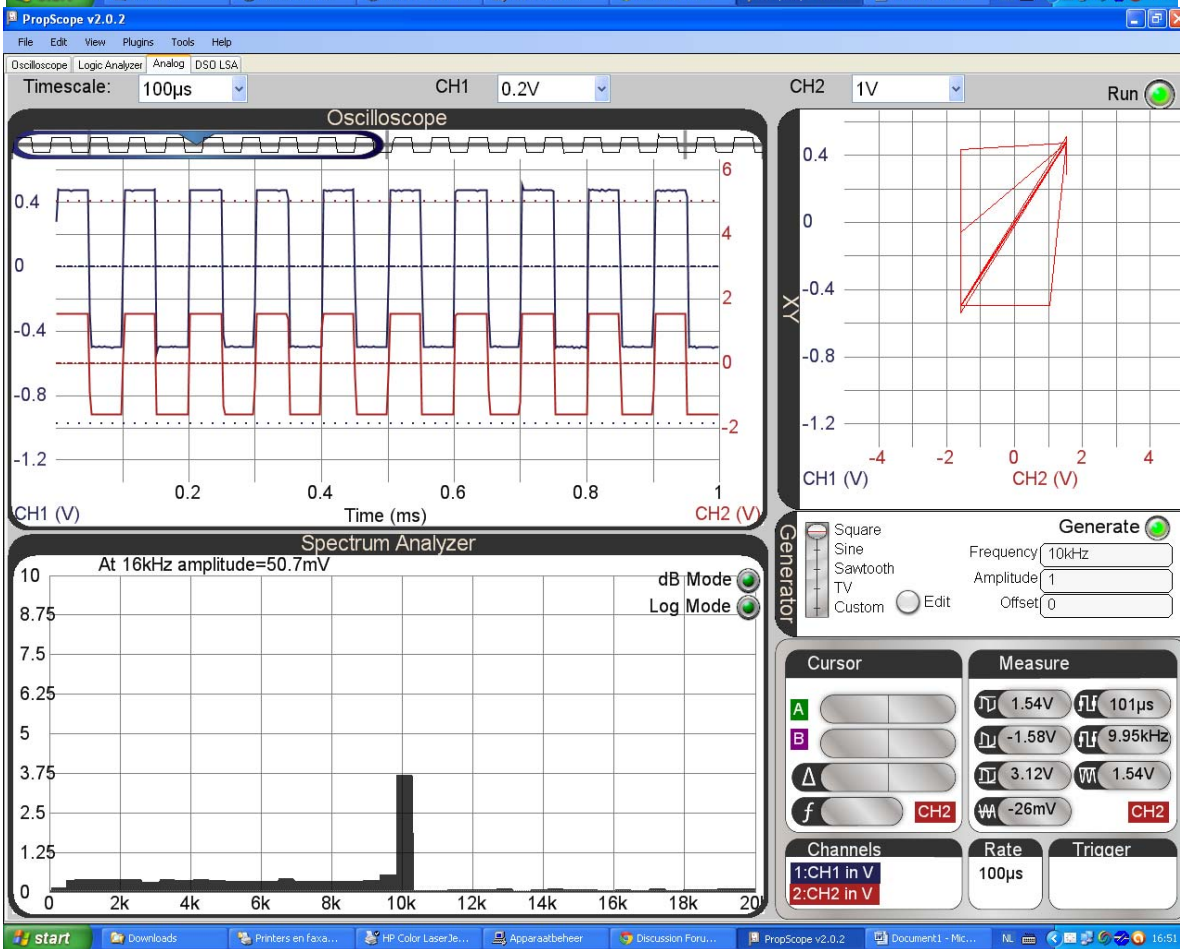 PropScope v2.0.2
File Edit View Plugins Tools Help
Oscilloscope Logic Analyzer Analog DSO LSA
Timescale: 100µs CH1 0.2V CH2 1V Run
Oscilloscope
6
0.4
4
0
2
-0.4
0
-0.8
-2
-1.2
0.2 0.4 0.6 0.8 1
CH1 (V) Time (ms) CH2 (V)
XY
0.4
0
-0.4
-0.8
-1.2
-4 -2 0 2 4
CH1 (V) CH2 (V)
Spectrum Analyzer
At 16kHz amplitude=50.7mV
dB Mode
Log Mode
10
8.75
7.5
6.25
5
3.75
2.5
1.25
0
0 2k 4k 6k 8k 10k 12k 14k 16k 18k 20
Generator
Square
Sine
Sawtooth
TV
Custom Edit
Generate
Frequency 10kHz
Amplitude 1
Offset 0
Cursor
A
B
Δ
f CH2
Measure
1.54V 101µs
-1.58V 9.95kHz
3.12V 1.54V
-26mV CH2
Channels
1:CH1 in V
2:CH2 in V
Rate
100µs
Trigger
start Downloads Printers en faxa... HP Color LaserJe... Apparaatbeheer Discussion Foru... PropScope v2.0.2 Document1 - Mic... NL 16:51